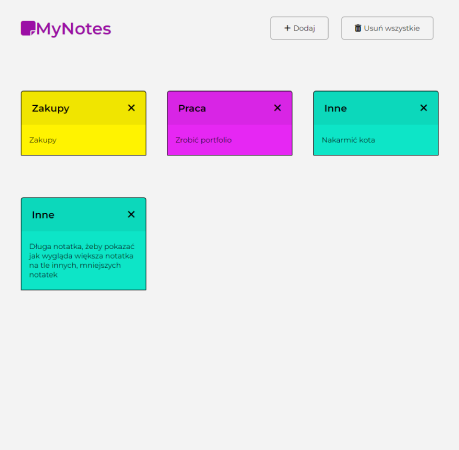 MyNotes
Dodaj
Usuń wszystkie
Zakupy
Zakupy
Praca
Zrobić portfolio
Inne
Nakarmić kota
Inne
Długa notatka, żeby pokazać
jak wygląda większa notatka
na tle innych, mniejszych
notatek